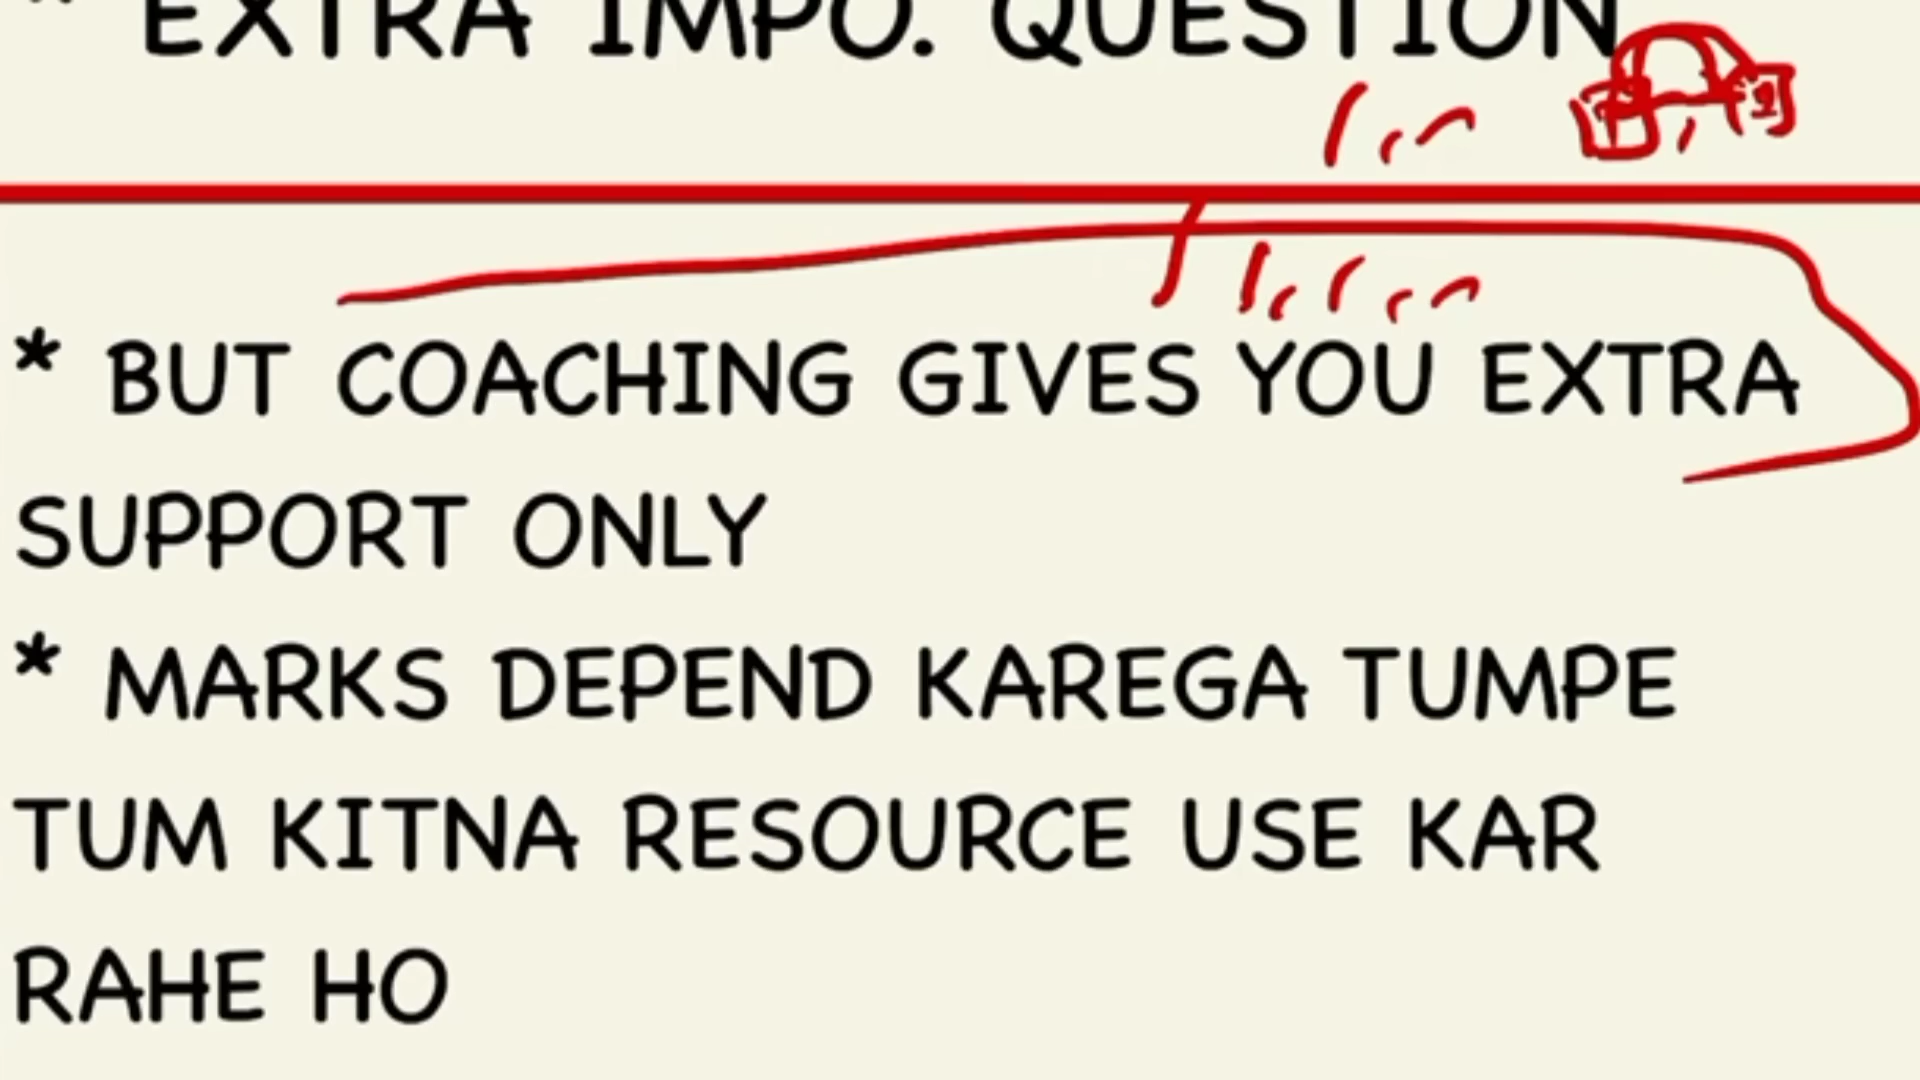 * EXTRA IMPO. QUESTION
* BUT COACHING GIVES YOU EXTRA
SUPPORT ONLY
* MARKS DEPEND KAREGA TUMPE
TUM KITNA RESOURCE USE KAR
RAHE HO